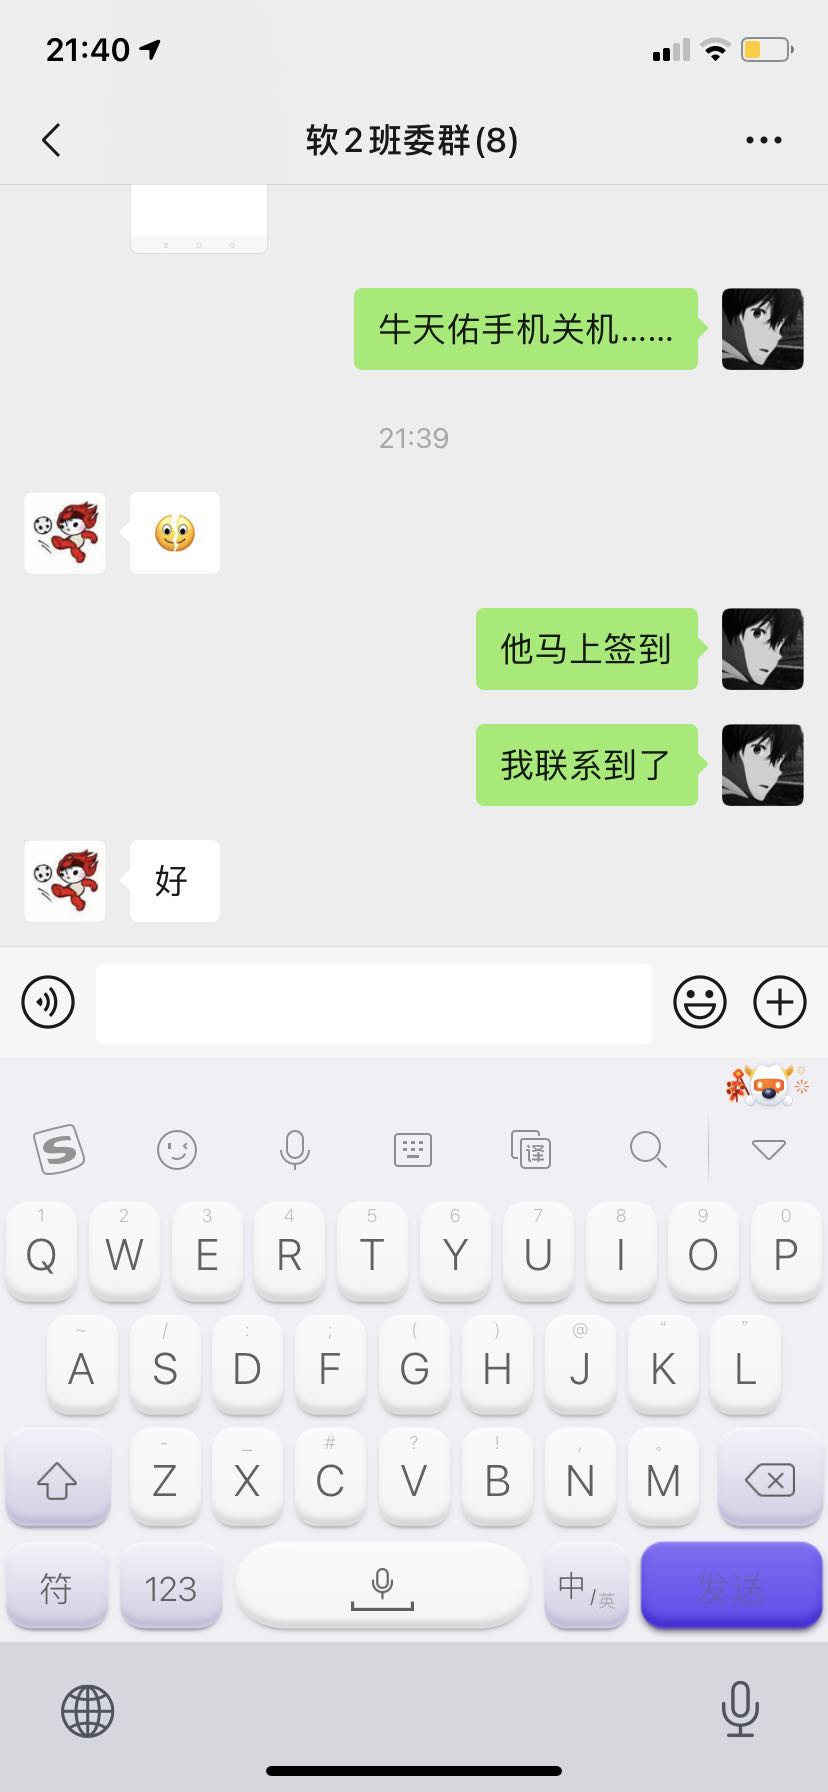 21:40
软2班委群(8)
牛天佑手机关机......
21:39
他马上签到
我联系到了
好
S
译
1 2 3 4 5 6 7 8 9 0
Q W E R T Y U I O P
~ / : ; ( ) @ “ ”
A S D F G H J K L
- _ # ? ! , 。
Z X C V B N M
符 123 中/英 发送